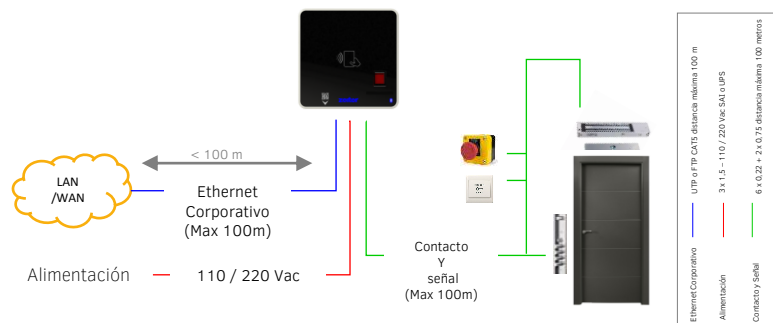 < 100 m
LAN
/WAN
Ethernet
Corporativo
(Max 100m)
Alimentación
110 / 220 Vac
Contacto
Y
señal
(Max 100m)
Ethernet Corporativo
UTP o FTP CAT5 distancia máxima 100 m
Alimentación
3 x 1,5 – 110 / 220 Vac SAI o UPS
Contacto y Señal
6 x 0,22 + 2 x 0,75 distancia máxima 100 metros